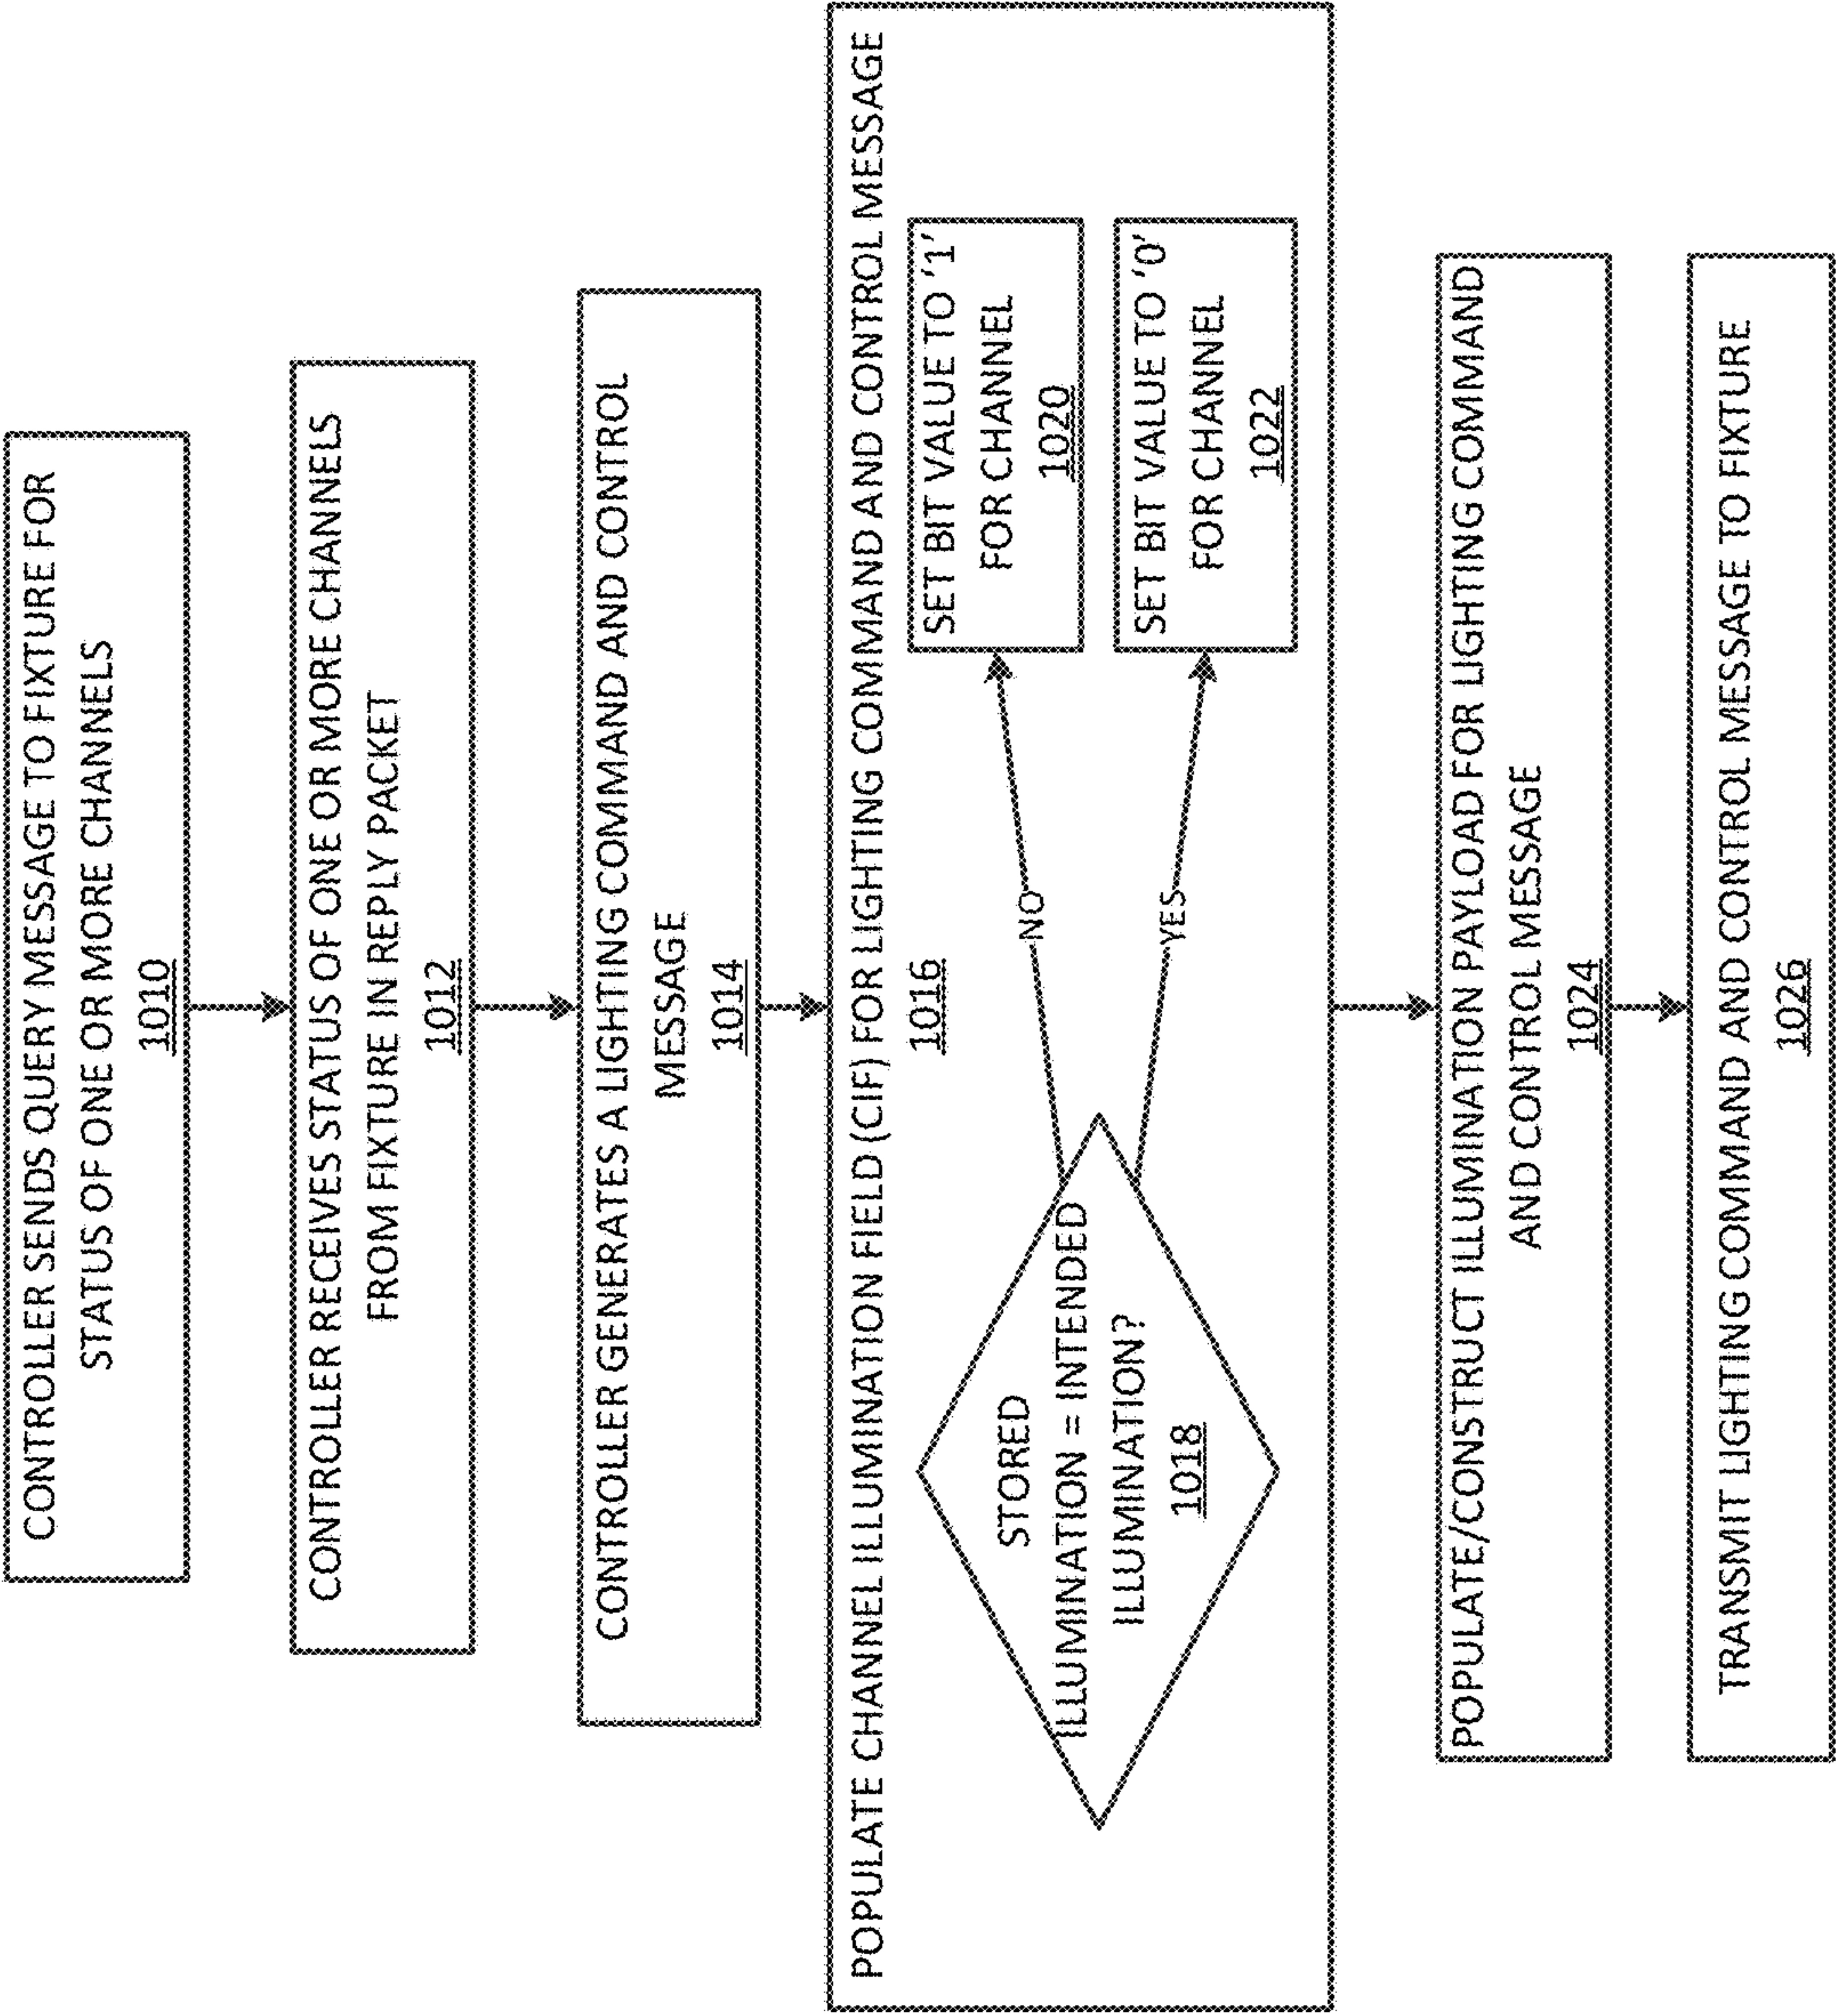 CONTROLLER SENDS QUERY MESSAGE TO FIXTURE FOR
STATUS OF ONE OR MORE CHANNELS
1010
CONTROLLER RECEIVES STATUS OF ONE OR MORE CHANNELS
FROM FIXTURE IN REPLY PACKET
1012
CONTROLLER GENERATES A LIGHTING COMMAND AND CONTROL
MESSAGE
1014
POPULATE CHANNEL ILLUMINATION FIELD (CIF) FOR LIGHTING COMMAND AND CONTROL MESSAGE
1016
STORED
ILLUMINATION = INTENDED
ILLUMINATION?
1018
NO
YES
SET BIT VALUE TO ‘1’
FOR CHANNEL
1020
SET BIT VALUE TO ‘0’
FOR CHANNEL
1022
POPULATE/CONSTRUCT ILLUMINATION PAYLOAD FOR LIGHTING COMMAND
AND CONTROL MESSAGE
1024
TRANSMIT LIGHTING COMMAND AND CONTROL MESSAGE TO FIXTURE
1026